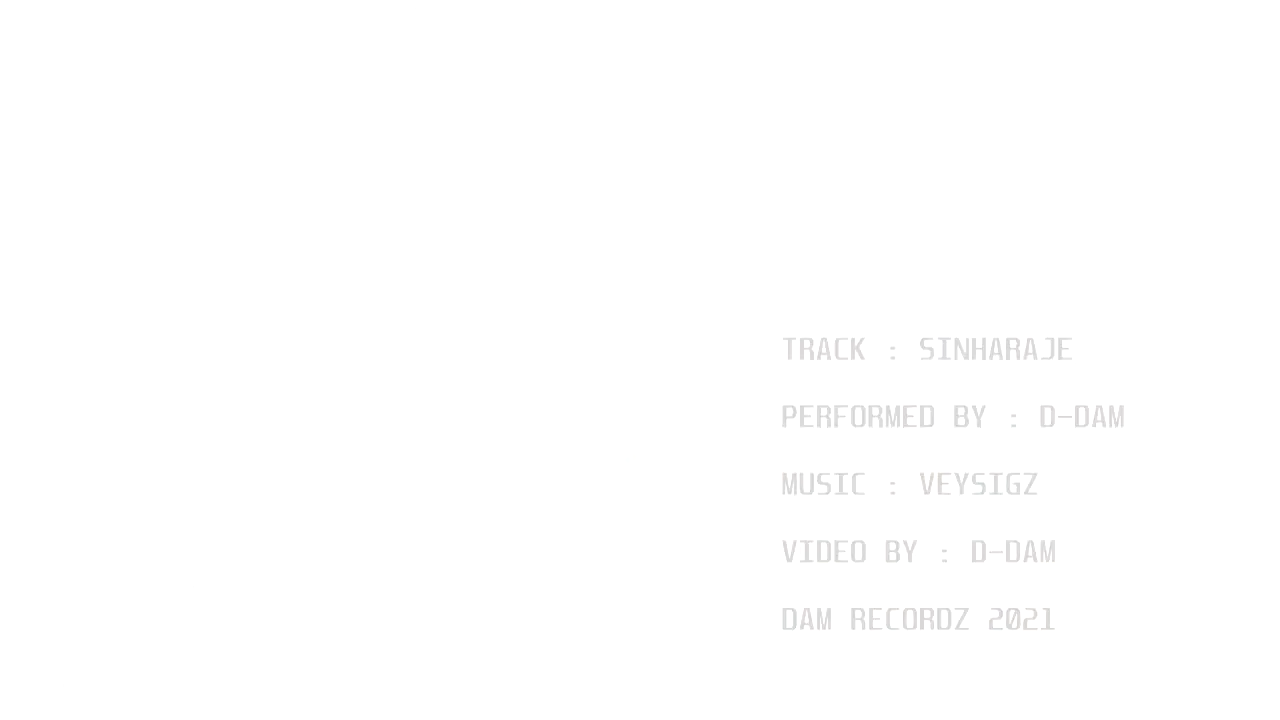 TRACK : SINHARAJE
PERFORMED BY : D-DAM
MUSIC : VEYSIGZ
VIDEO BY : D-DAM
DAM RECORDZ 2021